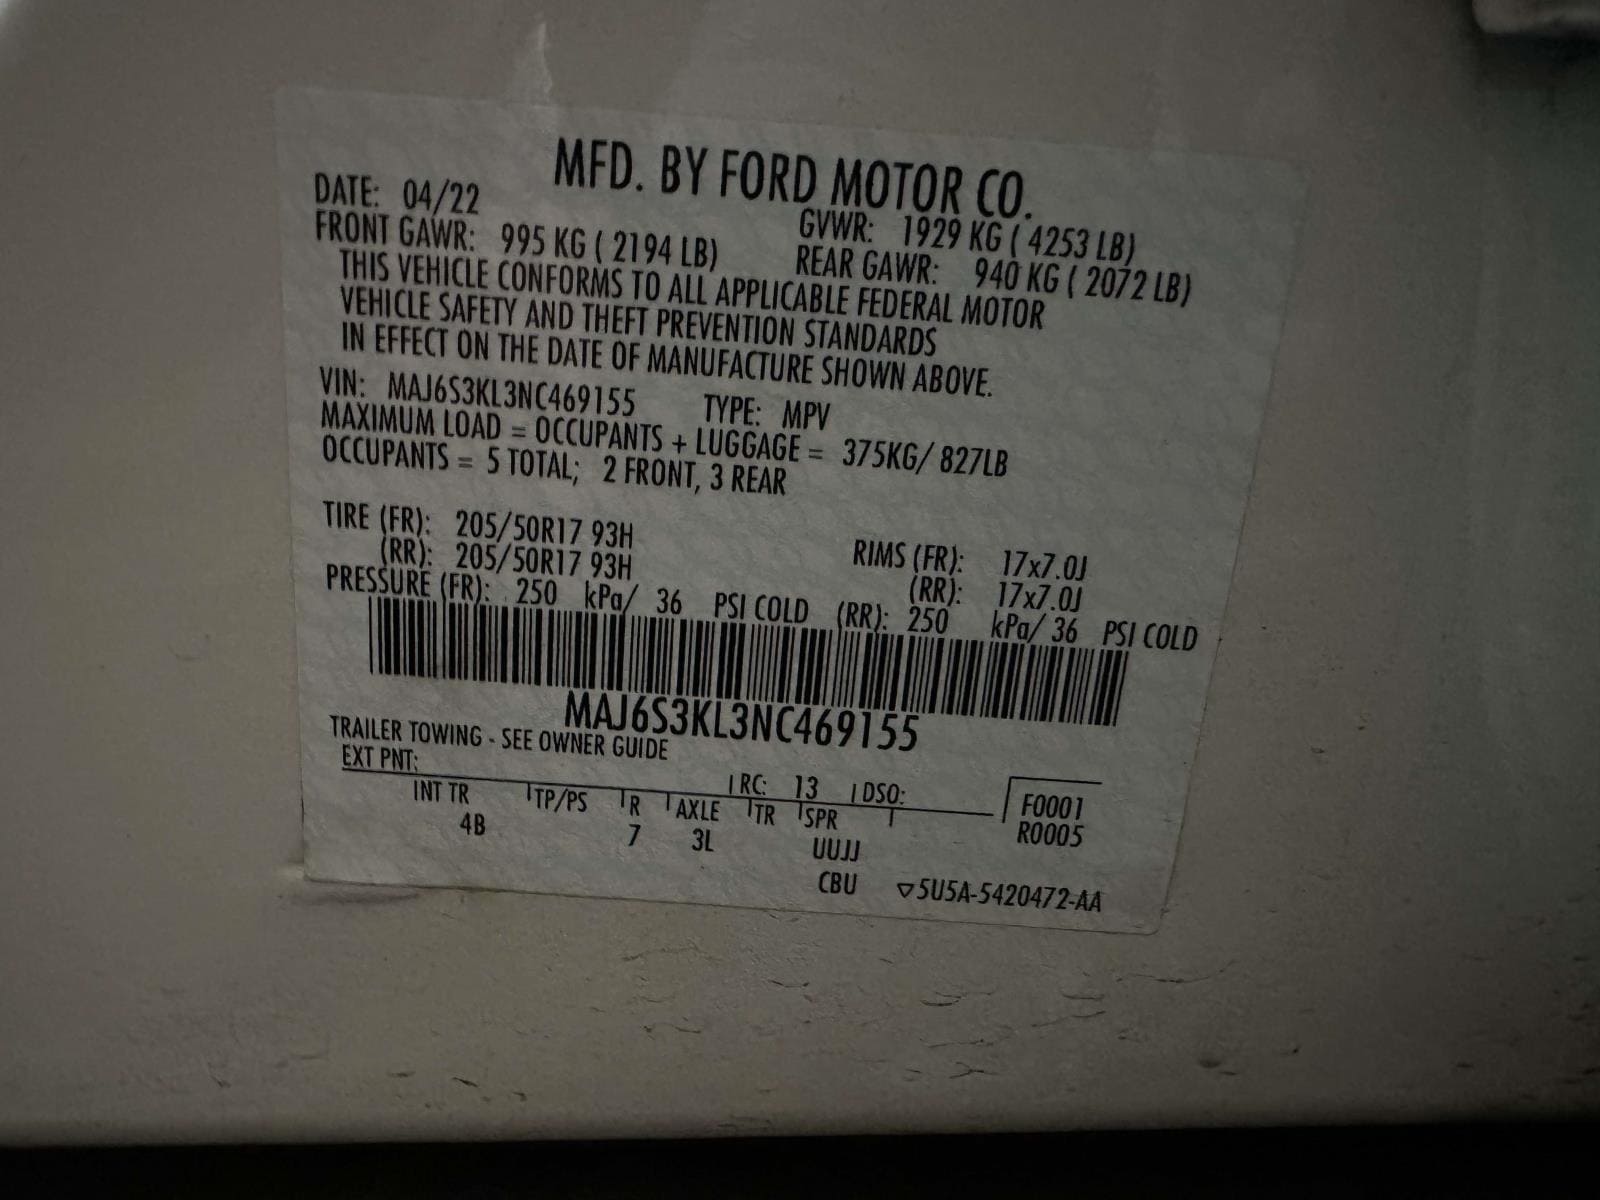 MFD. BY FORD MOTOR CO.
DATE: 04/22 GVWR: 1929 KG ( 4253 LB)
FRONT GAWR: 995 KG ( 2194 LB) REAR GAWR: 940 KG ( 2072 LB)
THIS VEHICLE CONFORMS TO ALL APPLICABLE FEDERAL MOTOR
VEHICLE SAFETY AND THEFT PREVENTION STANDARDS
IN EFFECT ON THE DATE OF MANUFACTURE SHOWN ABOVE.
VIN: MAJ6S3KL3NC469155 TYPE: MPV
MAXIMUM LOAD = OCCUPANTS + LUGGAGE = 375KG/ 827LB
OCCUPANTS = 5 TOTAL; 2 FRONT, 3 REAR
TIRE (FR): 205/50R17 93H RIMS (FR): 17x7.0J
(RR): 205/50R17 93H (RR): 17x7.0J
PRESSURE (FR): 250 kPa/ 36 PSI COLD (RR): 250 kPa/ 36 PSI COLD
MAJ6S3KL3NC469155
TRAILER TOWING - SEE OWNER GUIDE
EXT PNT: RC: 13 DSO: F0001
INT TR TP/PS R AXLE TR SPR R0005
4B 7 3L UUJJ
CBU 5U5A-5420472-AA